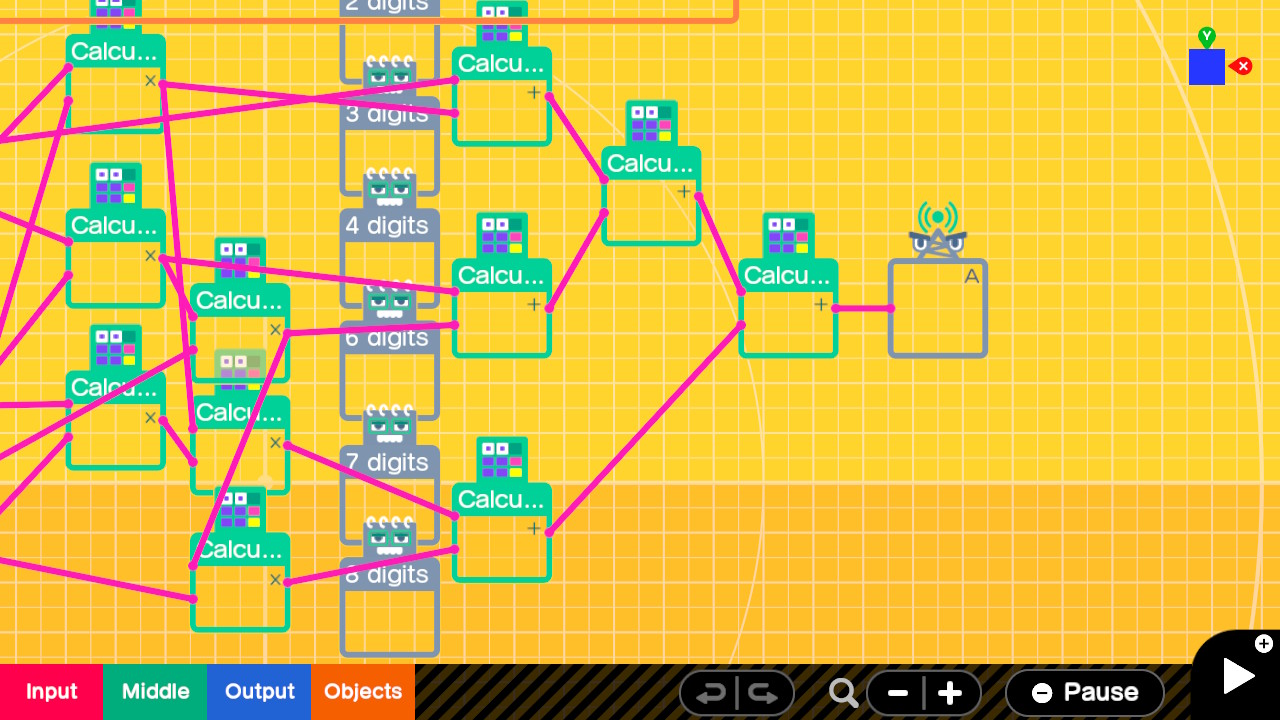 2 digits
Calcu...
×
Calcu...
+
3 digits
Calcu...
+
Calcu...
×
4 digits
Calcu...
+
Calcu...
+
A
Calcu...
×
6 digits
Calcu...
×
Calcu...
×
7 digits
Calcu...
+
Calcu...
×
8 digits
Y
×
Input
Middle
Output
Objects
Pause